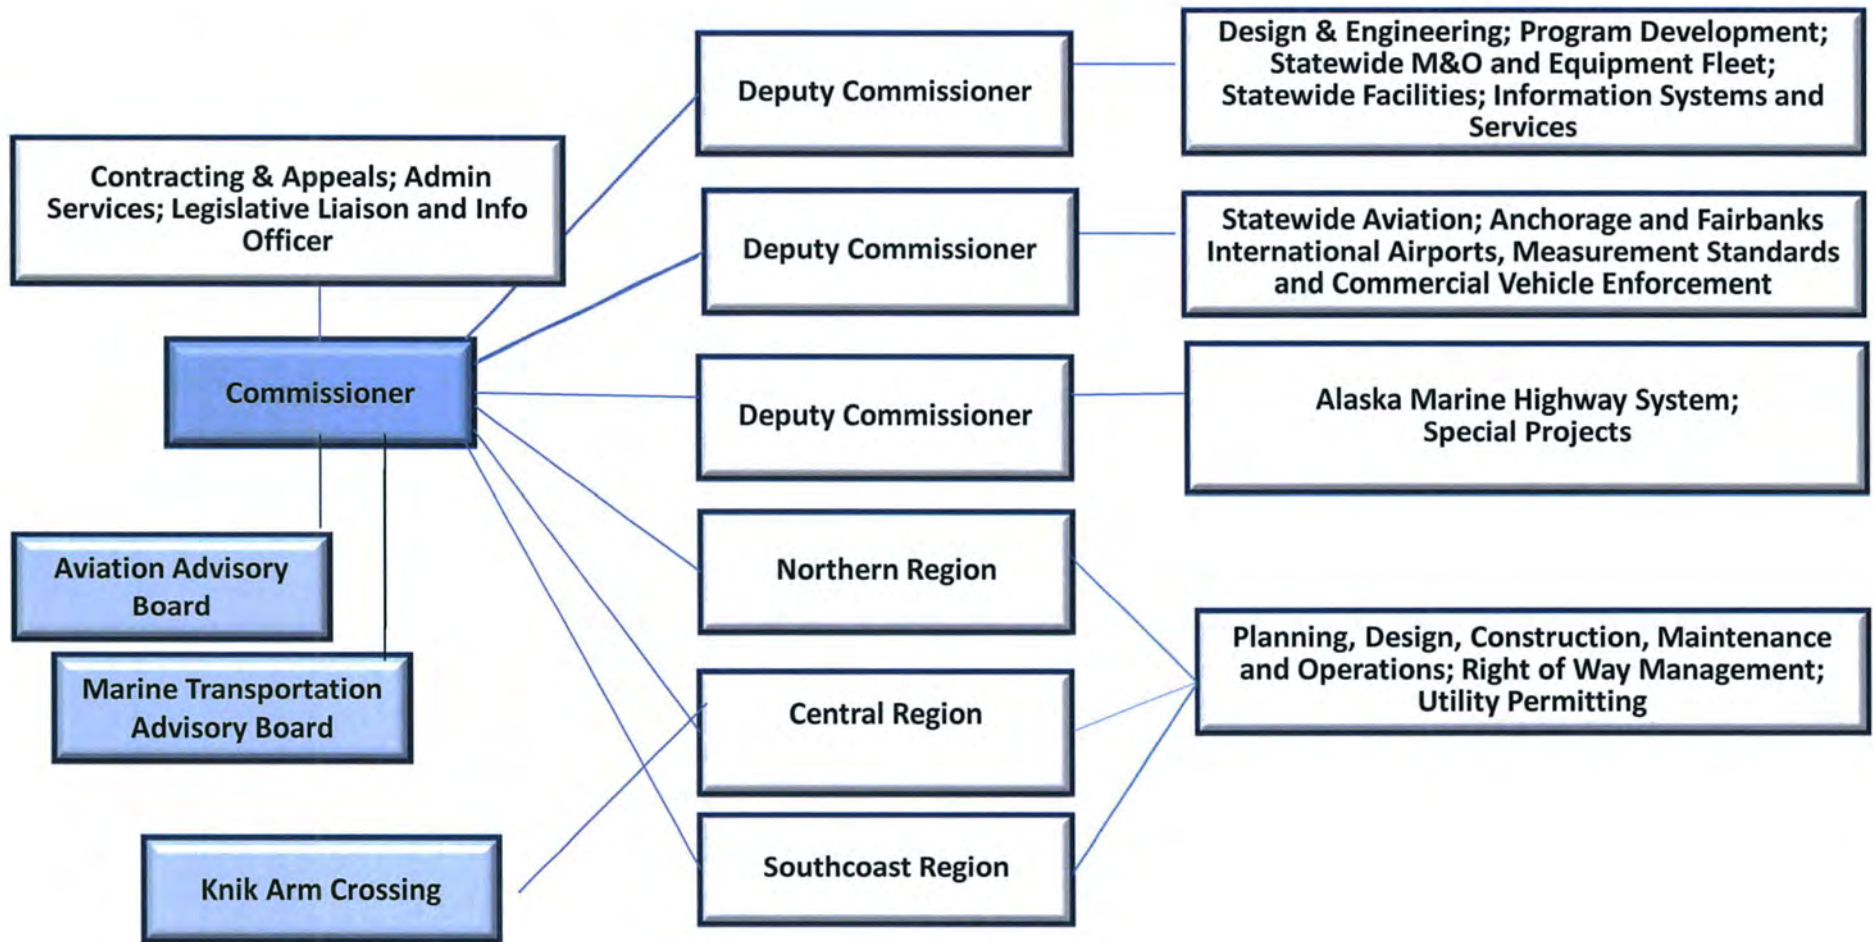 Design & Engineering; Program Development;
Statewide M&O and Equipment Fleet;
Statewide Facilities; Information Systems and
Services
Deputy Commissioner
Contracting & Appeals; Admin
Services; Legislative Liaison and Info
Officer
Statewide Aviation; Anchorage and Fairbanks
International Airports, Measurement Standards
and Commercial Vehicle Enforcement
Deputy Commissioner
Commissioner
Deputy Commissioner
Alaska Marine Highway System;
Special Projects
Aviation Advisory
Board
Northern Region
Planning, Design, Construction, Maintenance
and Operations; Right of Way Management;
Utility Permitting
Marine Transportation
Advisory Board
Central Region
Knik Arm Crossing
Southcoast Region